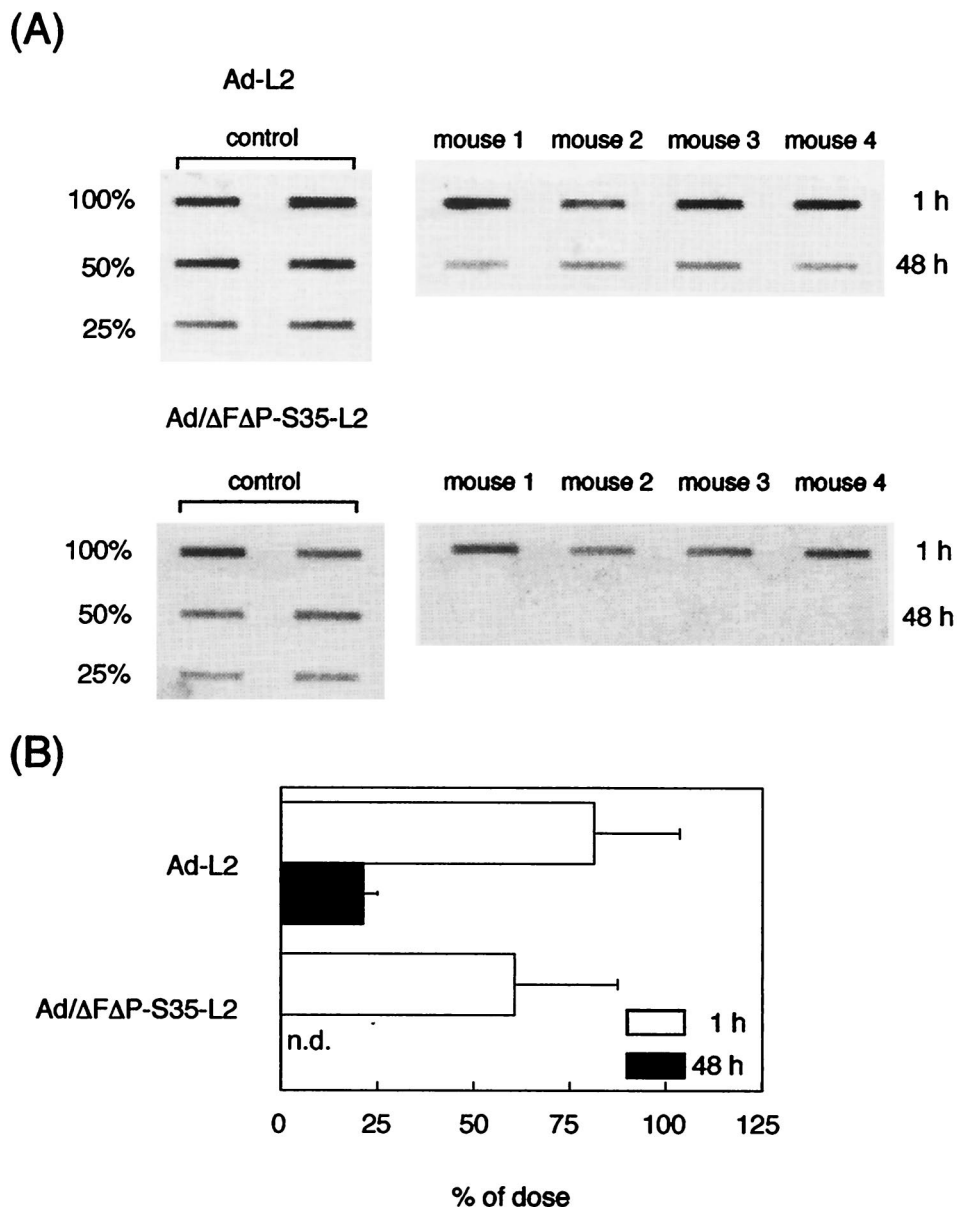 (A)
Ad-L2
control
mouse 1 mouse 2 mouse 3 mouse 4
100%
1 h
50%
48 h
25%
Ad/ΔFΔP-S35-L2
control
mouse 1 mouse 2 mouse 3 mouse 4
100%
1 h
50%
48 h
25%
(B)
Ad-L2
Ad/ΔFΔP-S35-L2
n.d.
1 h
48 h
0 25 50 75 100 125
% of dose